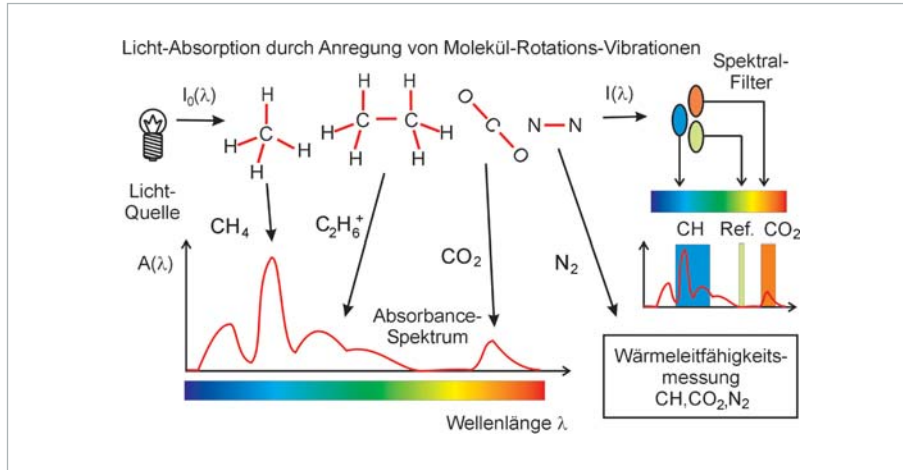 Licht-Absorption durch Anregung von Molekül-Rotations-Vibrationen
Spektral-
Filter
I₀(λ)
I(λ)
H
H C H
H
H H
H C C H
H H
O
C
O
N N
Licht-
Quelle
CH₄
C₂H₆⁺
CO₂
N₂
CH Ref. CO₂
A(λ)
Absorbance-
Spektrum
Wellenlänge λ
Wärmeleitfähigkeits-
messung
CH,CO₂,N₂